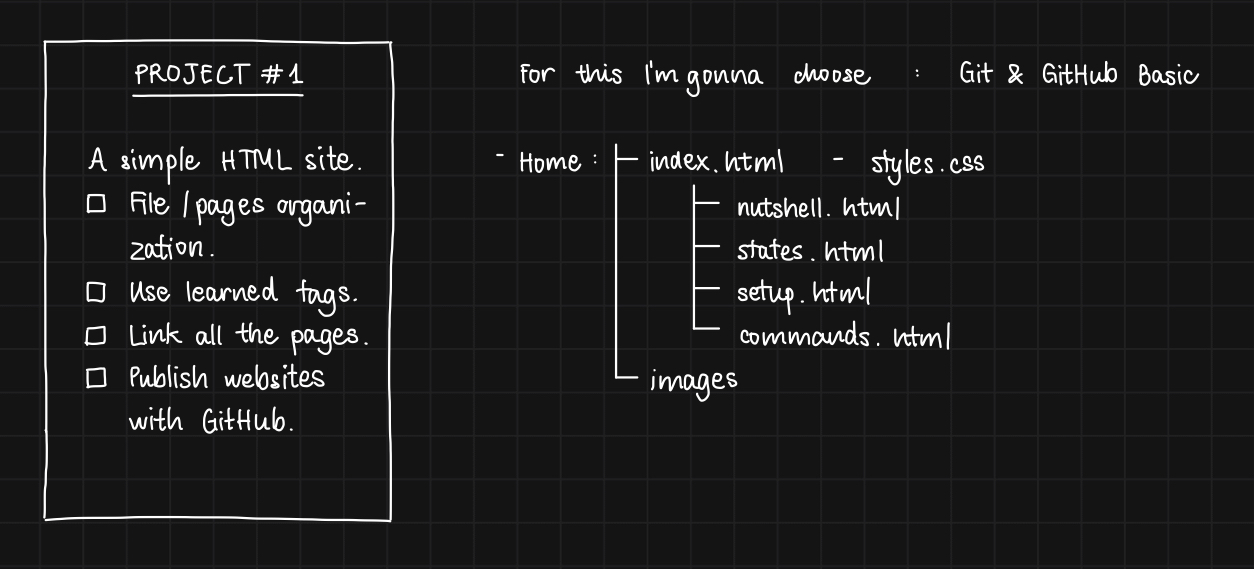 PROJECT #1
A simple HTML site.
File / pages organi-
zation.
Use learned tags.
Link all the pages.
Publish websites
with GitHub.
For this I'm gonna choose : Git & GitHub Basic
- Home : index.html - styles.css
nutshell.html
states.html
setup.html
commands.html
images